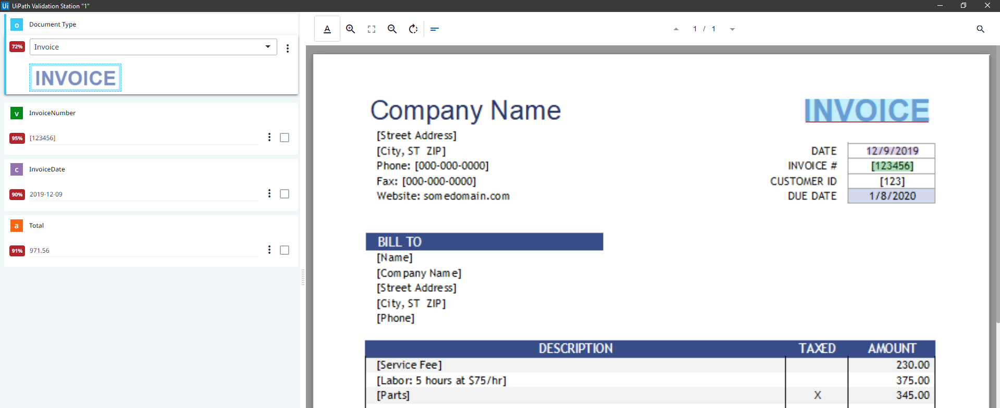 Ui UiPath Validation Station "1"
o Document Type
72% Invoice
INVOICE
v InvoiceNumber
95% [123456]
c InvoiceDate
90% 2019-12-09
a Total
91% 971.56
A 1 / 1
Company Name INVOICE
[Street Address]
[City, ST ZIP] DATE 12/9/2019
Phone: [000-000-0000] INVOICE # [123456]
Fax: [000-000-0000] CUSTOMER ID [123]
Website: somedomain.com DUE DATE 1/8/2020
BILL TO
[Name]
[Company Name]
[Street Address]
[City, ST ZIP]
[Phone]
DESCRIPTION TAXED AMOUNT
[Service Fee] 230.00
[Labor: 5 hours at $75/hr] 375.00
[Parts] X 345.00